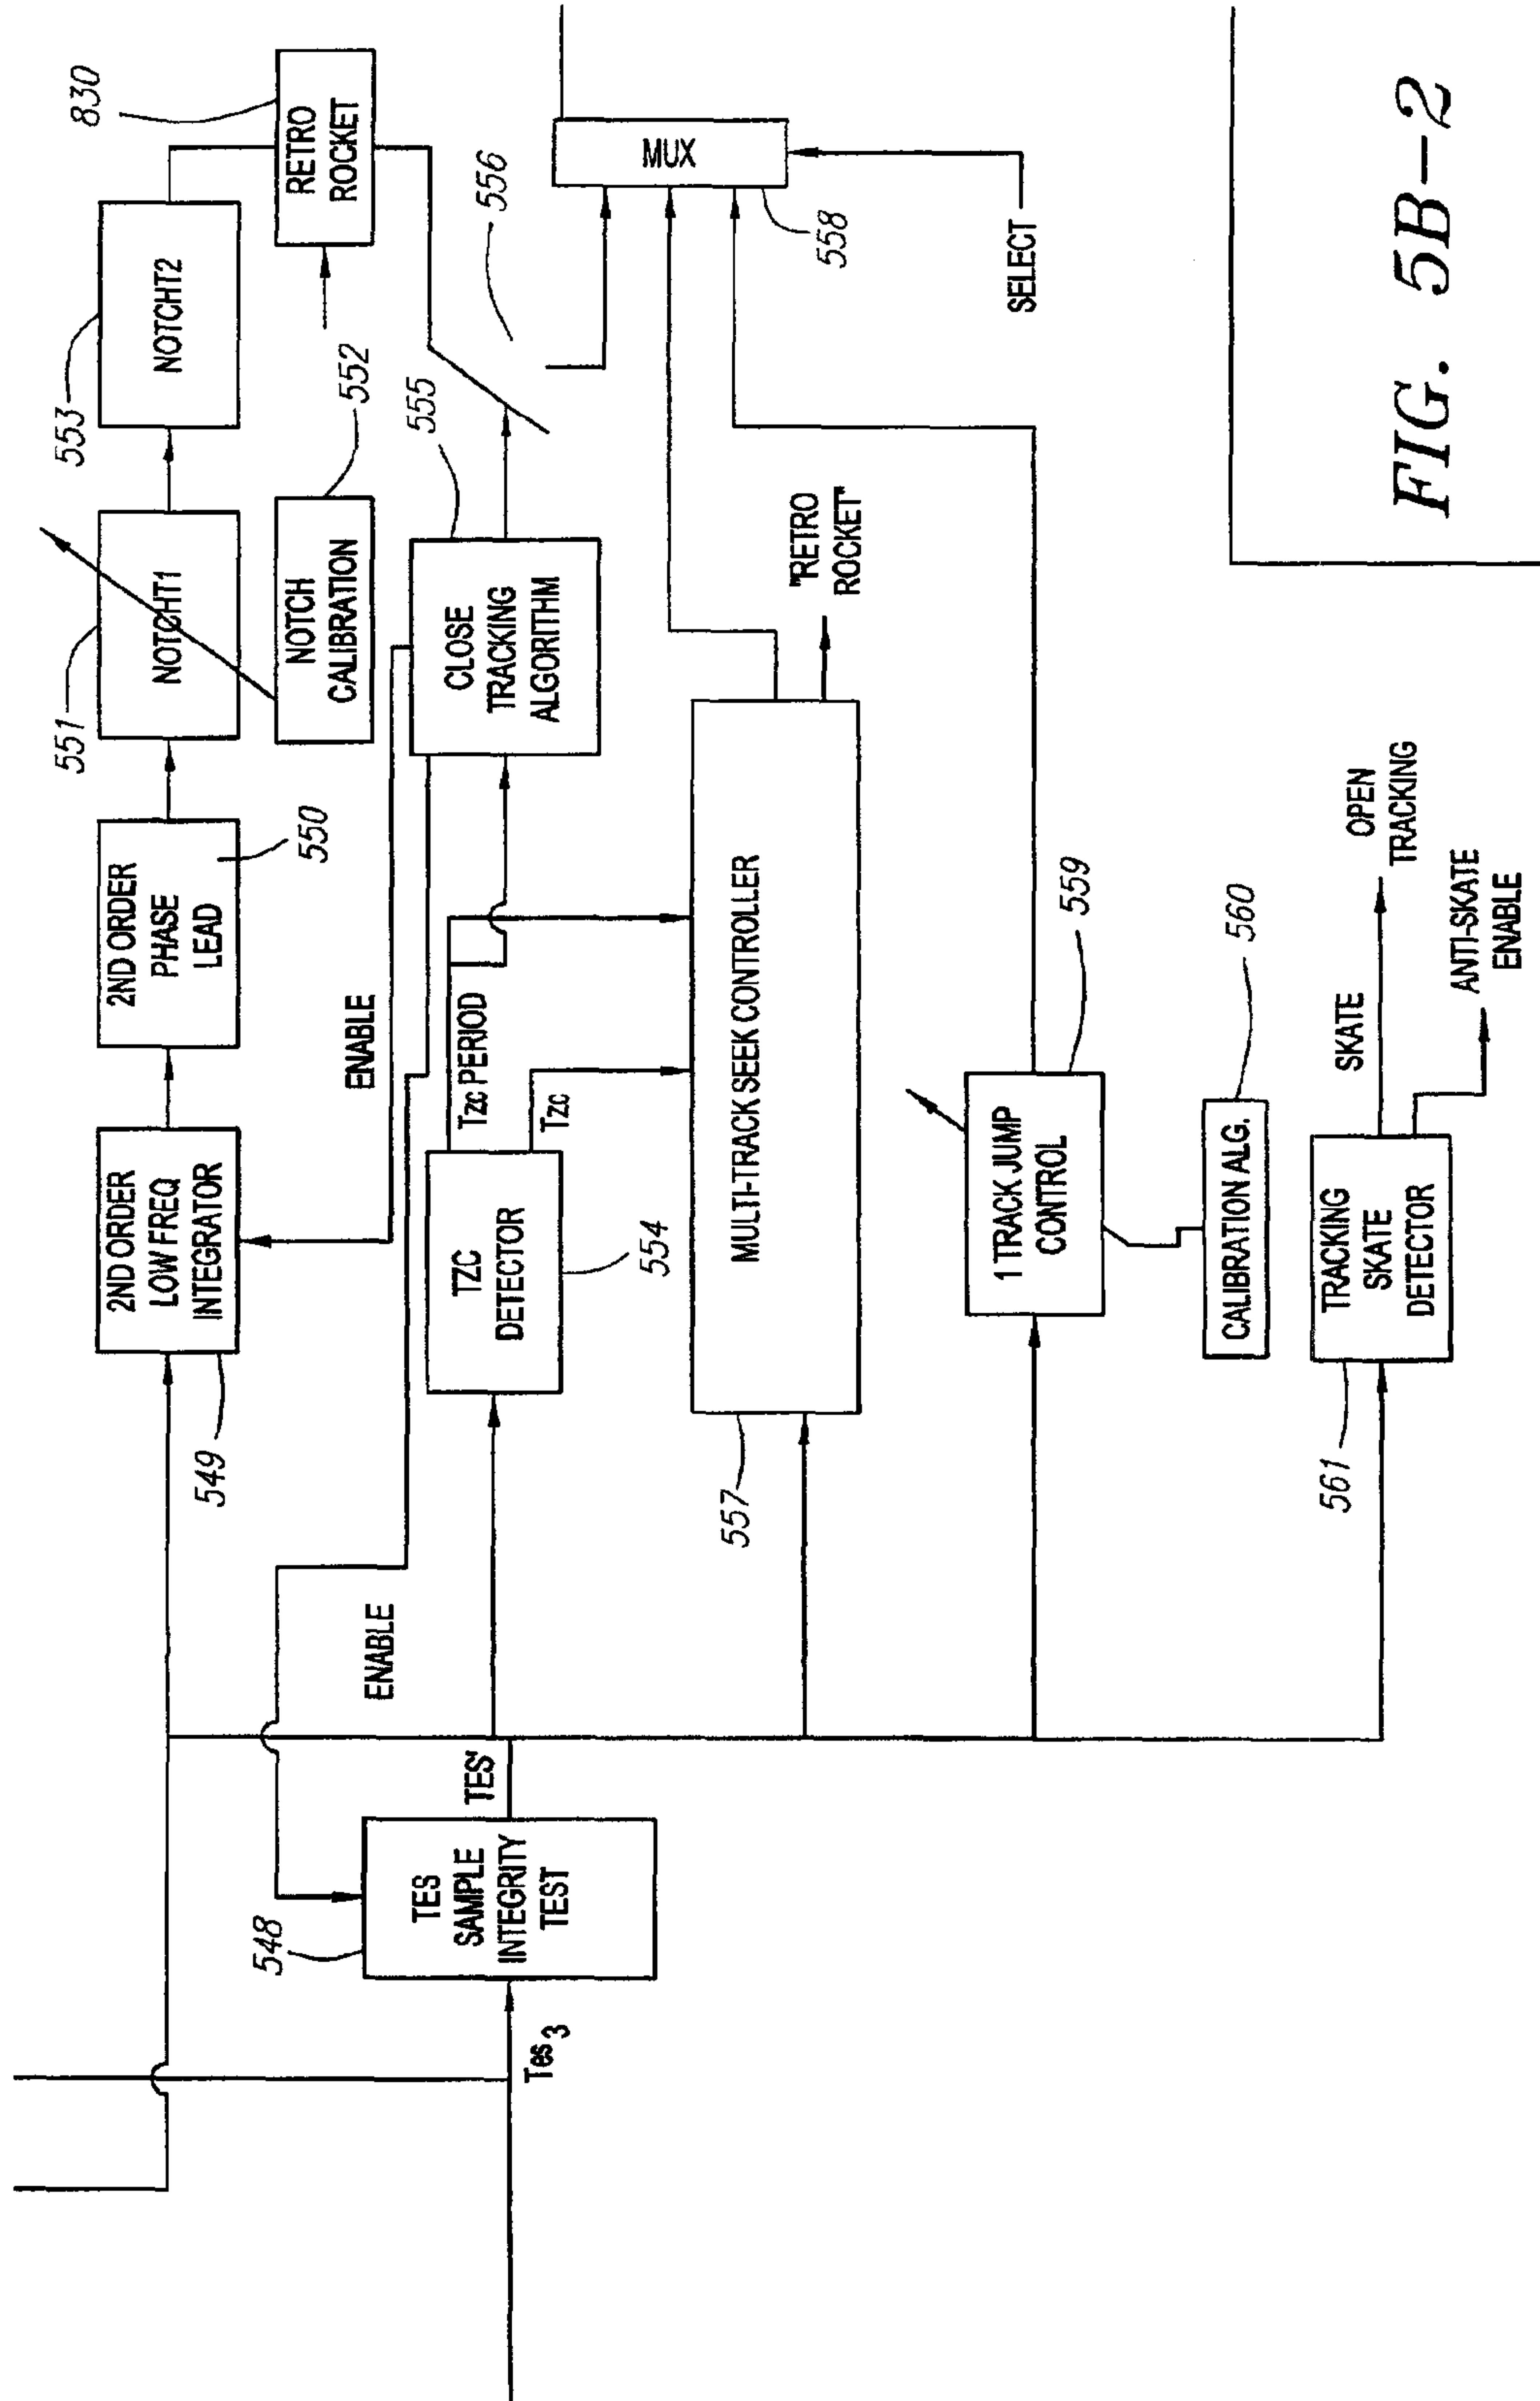 830
RETRO
ROCKET
553
NOTCHT2
556
MUX
558
SELECT
551
NOTCHT1
552
NOTCH
CALIBRATION
555
CLOSE
TRACKING
ALGORITHM
"RETRO
ROCKET"
2ND ORDER
PHASE
LEAD
550
ENABLE
2ND ORDER
LOW FREQ
INTEGRATOR
549
TZC PERIOD
TZC
TZC
DETECTOR
554
MULTI-TRACK SEEK CONTROLLER
557
1 TRACK JUMP
CONTROL
559
CALIBRATION ALG.
560
SKATE
OPEN
TRACKING
ANTI-SKATE
ENABLE
TRACKING
SKATE
DETECTOR
561
ENABLE
TES'
TES
SAMPLE
INTEGRITY
TEST
548
Tes3
FIG. 5B-2